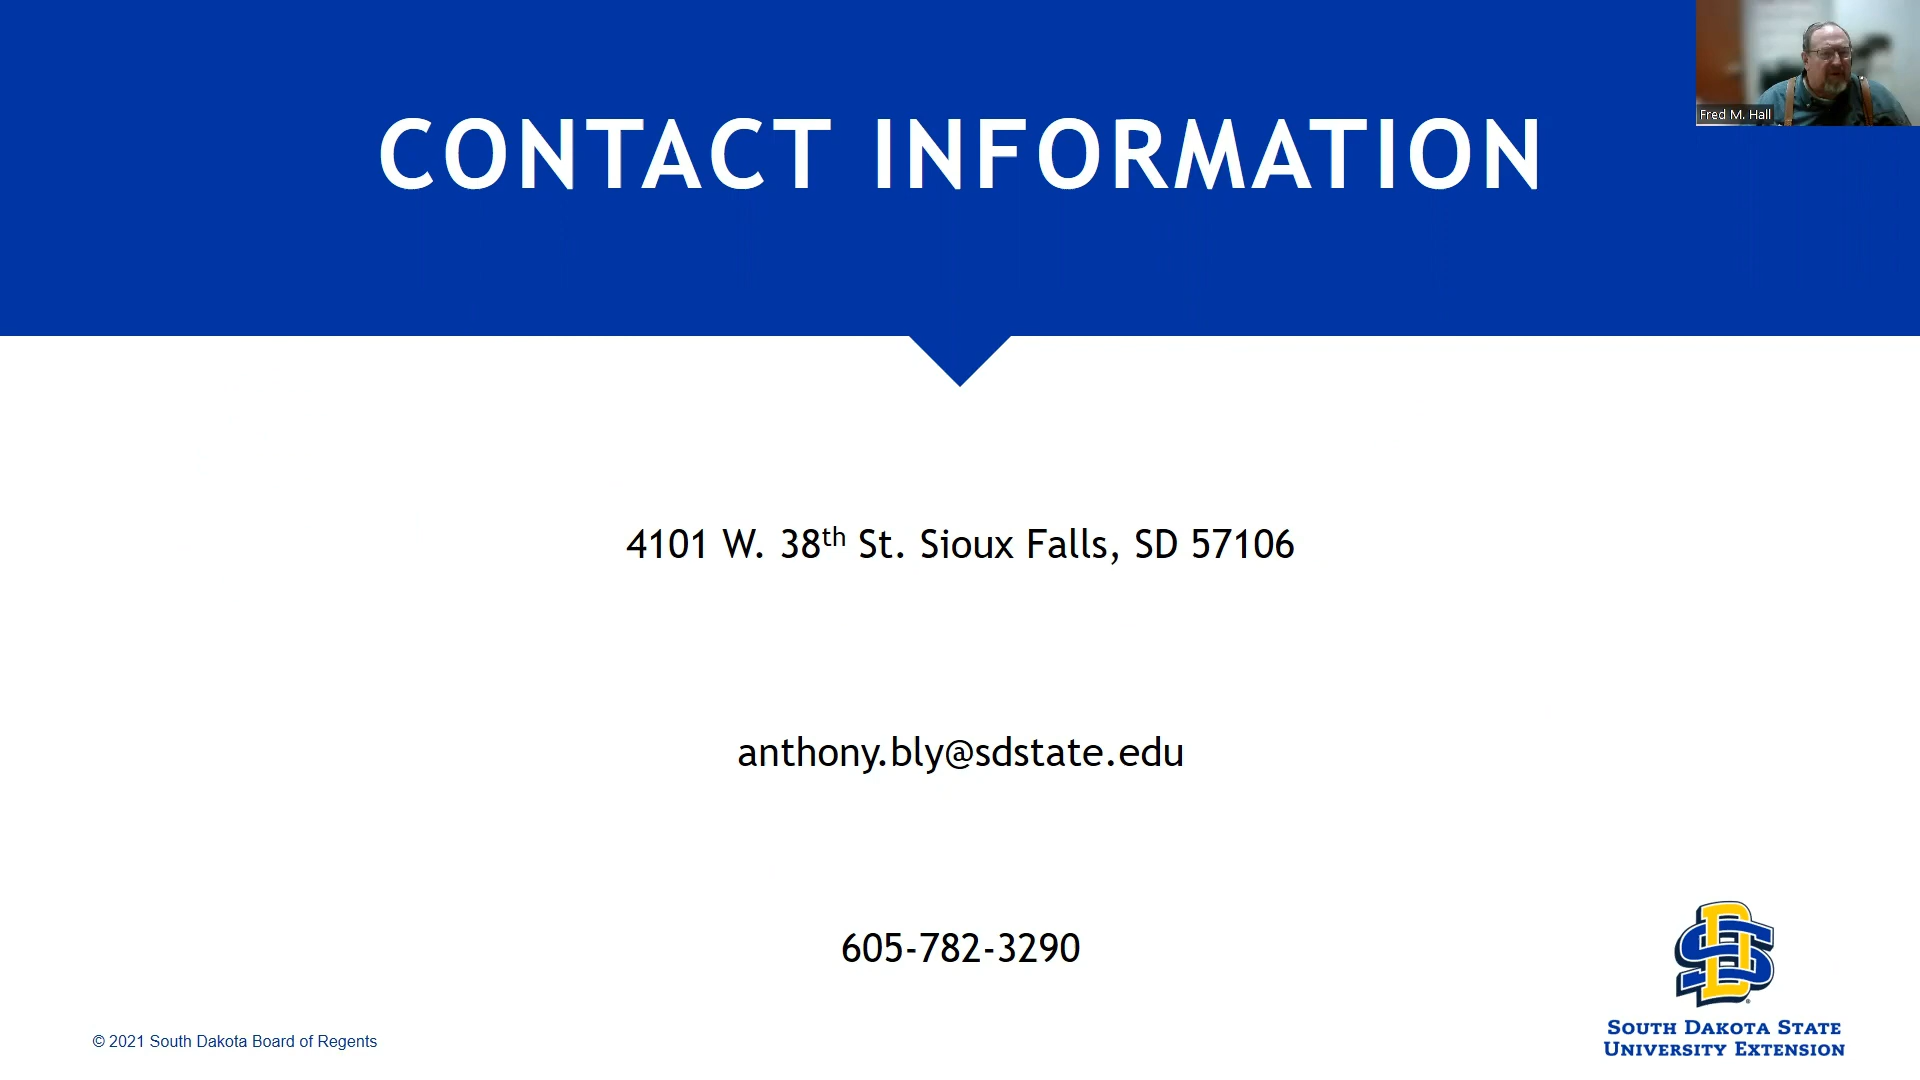 CONTACT INFORMATION
Fred M. Hall
4101 W. 38th St. Sioux Falls, SD 57106
anthony.bly@sdstate.edu
605-782-3290
SD
SOUTH DAKOTA STATE
UNIVERSITY EXTENSION
© 2021 South Dakota Board of Regents